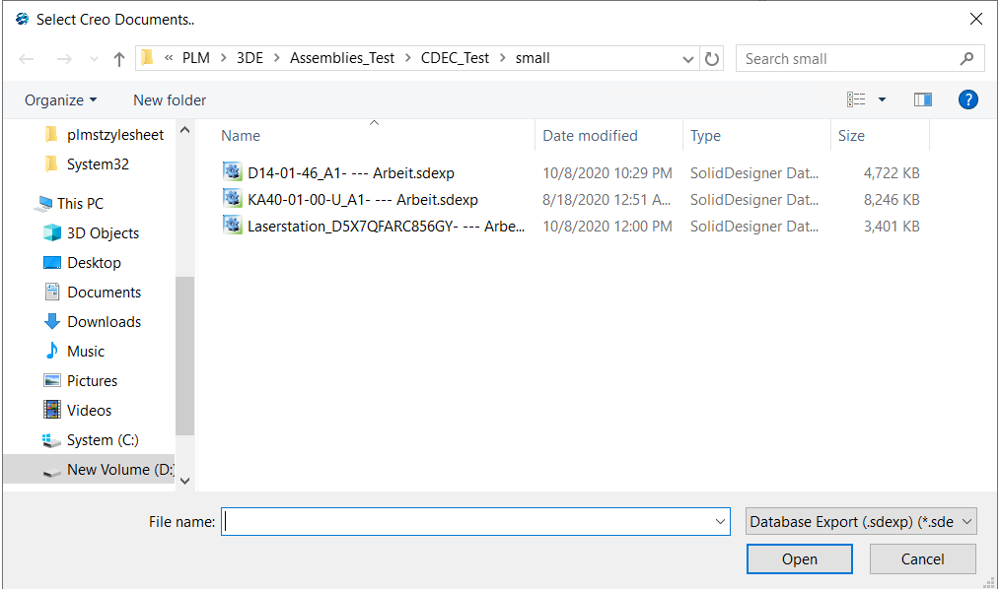 Select Creo Documents..
« PLM > 3DE > Assemblies_Test > CDEC_Test > small
Search small
Organize
New folder
plmstzylesheet
System32
This PC
3D Objects
Desktop
Documents
Downloads
Music
Pictures
Videos
System (C:)
New Volume (D:)
Name Date modified Type Size
D14-01-46_A1- --- Arbeit.sdexp 10/8/2020 10:29 PM SolidDesigner Dat... 4,722 KB
KA40-01-00-U_A1- --- Arbeit.sdexp 8/18/2020 12:51 A... SolidDesigner Dat... 8,246 KB
Laserstation_D5X7QFARC856GY- --- Arbe... 10/8/2020 12:00 PM SolidDesigner Dat... 3,401 KB
File name:
Database Export (.sdexp) (*.sde
Open
Cancel